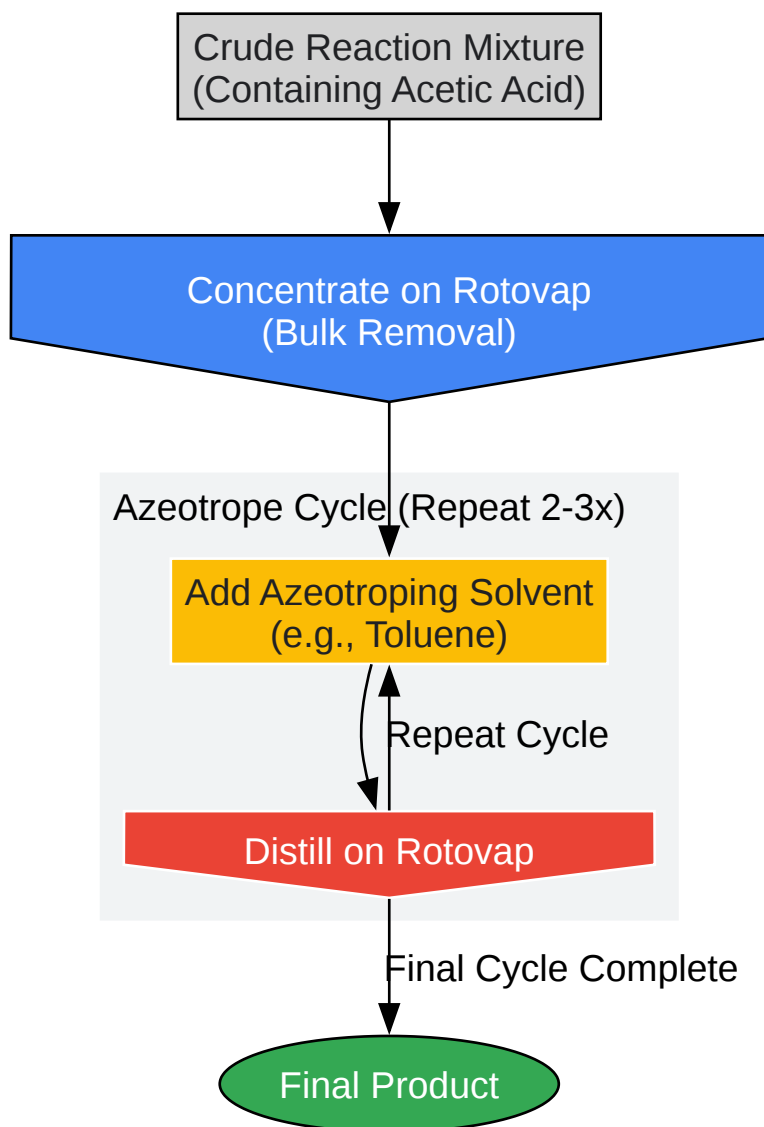 Crude Reaction Mixture
(Containing Acetic Acid)
Concentrate on Rotovap
(Bulk Removal)
Azeotrope Cycle (Repeat 2-3x)
Add Azeotroping Solvent
(e.g., Toluene)
Repeat Cycle
Distill on Rotovap
Final Cycle Complete
Final Product